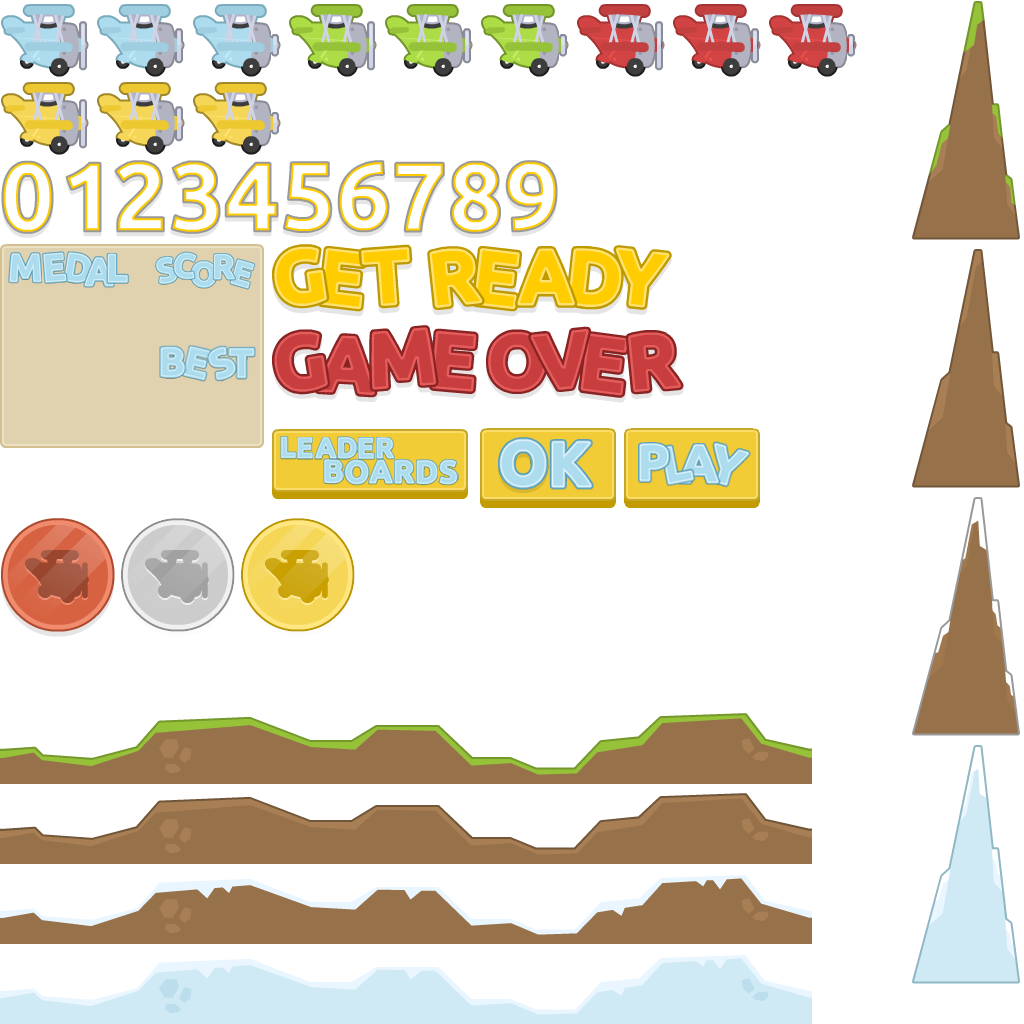 0123456789
MEDAL SCORE
BEST
GET READY
GAME OVER
LEADER
BOARDS
OK
PLAY